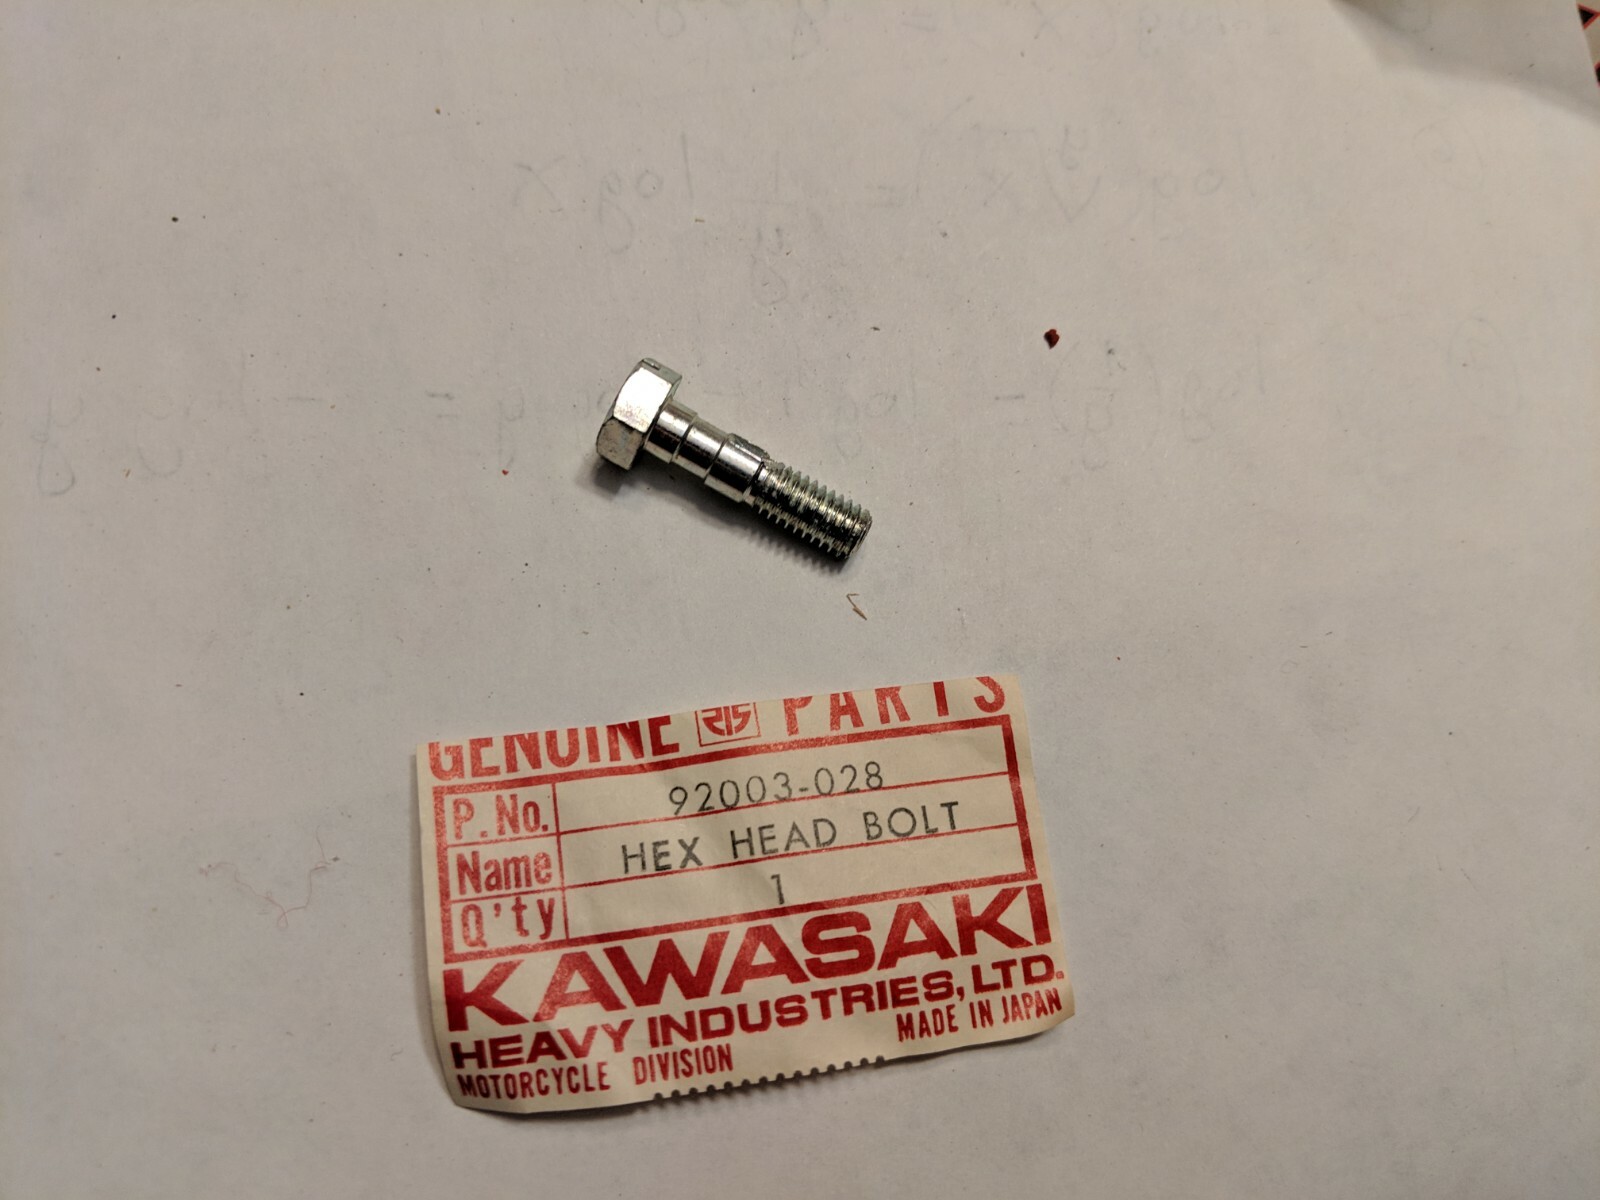 GENUINE PARTS
P. No. 92003-028
Name HEX HEAD BOLT
Q'ty 1
KAWASAKI
HEAVY INDUSTRIES, LTD.
MOTORCYCLE DIVISION MADE IN JAPAN